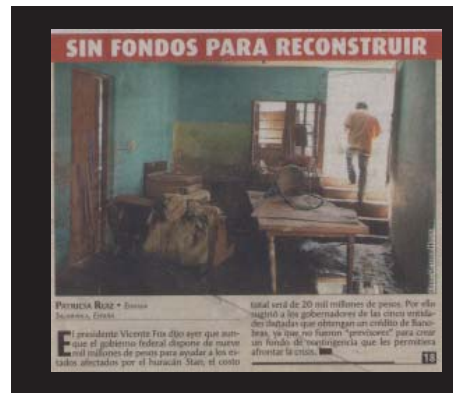 SIN FONDOS PARA RECONSTRUIR
PATRICIA RUIZ •
SALAMANCA, ESPAÑA
El presidente Vicente Fox dijo ayer que aun-
que el gobierno federal dispone de nueve
mil millones de pesos para ayudar a los es-
tados afectados por el huracán Stan, el costo
total será de 20 mil millones de pesos. Por ello
sugirió a los gobernadores de las cinco entida-
des dañadas que obtengan un crédito de Bano-
bras, ya que no fueron "previsores" para crear
un fondo de contingencia que les permitiera
afrontar la crisis.
18